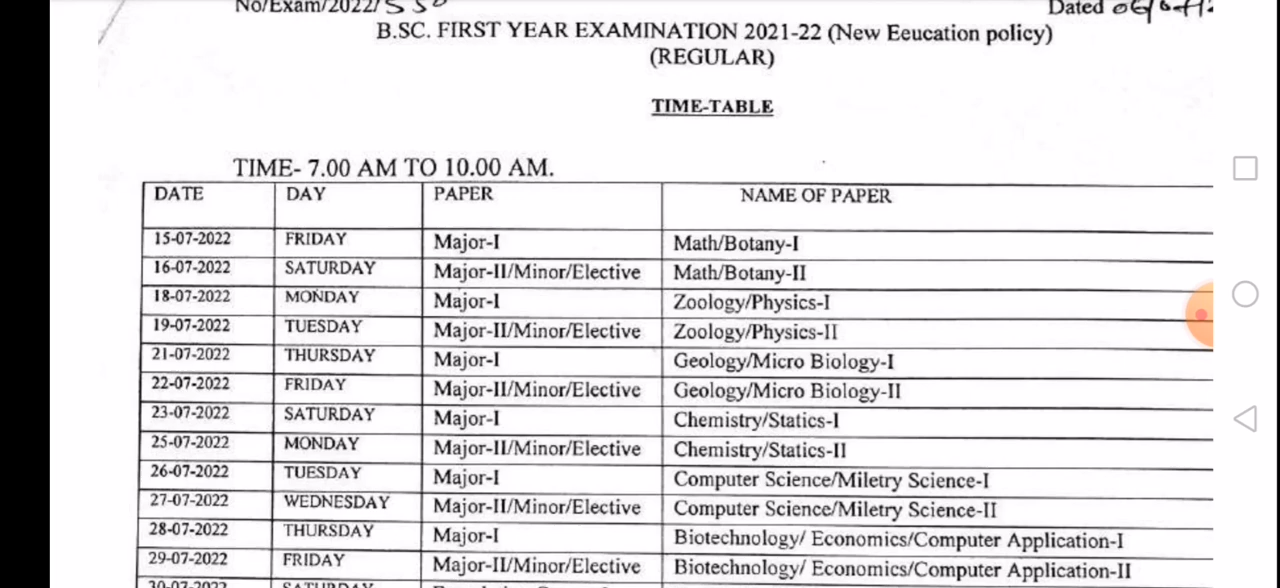 No/Exam/2022/550
Dated
B.SC. FIRST YEAR EXAMINATION 2021-22 (New Eeucation policy)
(REGULAR)
TIME-TABLE
TIME- 7.00 AM TO 10.00 AM.
DATE DAY PAPER NAME OF PAPER
15-07-2022 FRIDAY Major-I Math/Botany-I
16-07-2022 SATURDAY Major-II/Minor/Elective Math/Botany-II
18-07-2022 MONDAY Major-I Zoology/Physics-I
19-07-2022 TUESDAY Major-II/Minor/Elective Zoology/Physics-II
21-07-2022 THURSDAY Major-I Geology/Micro Biology-I
22-07-2022 FRIDAY Major-II/Minor/Elective Geology/Micro Biology-II
23-07-2022 SATURDAY Major-I Chemistry/Statics-I
25-07-2022 MONDAY Major-II/Minor/Elective Chemistry/Statics-II
26-07-2022 TUESDAY Major-I Computer Science/Miletry Science-I
27-07-2022 WEDNESDAY Major-II/Minor/Elective Computer Science/Miletry Science-II
28-07-2022 THURSDAY Major-I Biotechnology/ Economics/Computer Application-I
29-07-2022 FRIDAY Major-II/Minor/Elective Biotechnology/ Economics/Computer Application-II
30-07-2022 SATURDAY